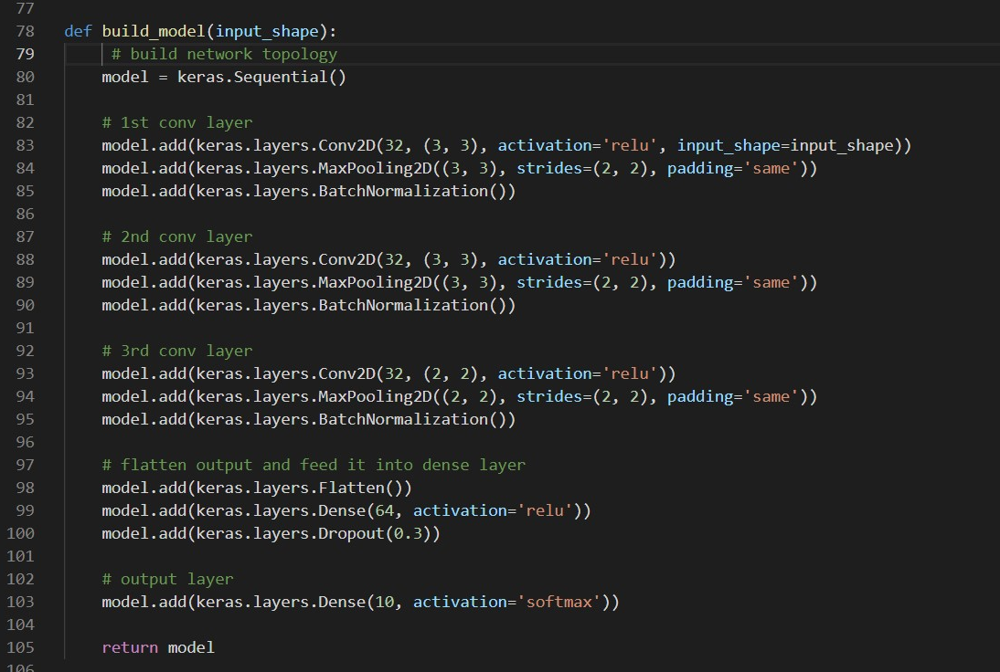 77
78 def build_model(input_shape):
79 # build network topology
80 model = keras.Sequential()
81
82 # 1st conv layer
83 model.add(keras.layers.Conv2D(32, (3, 3), activation='relu', input_shape=input_shape))
84 model.add(keras.layers.MaxPooling2D((3, 3), strides=(2, 2), padding='same'))
85 model.add(keras.layers.BatchNormalization())
86
87 # 2nd conv layer
88 model.add(keras.layers.Conv2D(32, (3, 3), activation='relu'))
89 model.add(keras.layers.MaxPooling2D((3, 3), strides=(2, 2), padding='same'))
90 model.add(keras.layers.BatchNormalization())
91
92 # 3rd conv layer
93 model.add(keras.layers.Conv2D(32, (2, 2), activation='relu'))
94 model.add(keras.layers.MaxPooling2D((2, 2), strides=(2, 2), padding='same'))
95 model.add(keras.layers.BatchNormalization())
96
97 # flatten output and feed it into dense layer
98 model.add(keras.layers.Flatten())
99 model.add(keras.layers.Dense(64, activation='relu'))
100 model.add(keras.layers.Dropout(0.3))
101
102 # output layer
103 model.add(keras.layers.Dense(10, activation='softmax'))
104
105 return model
106